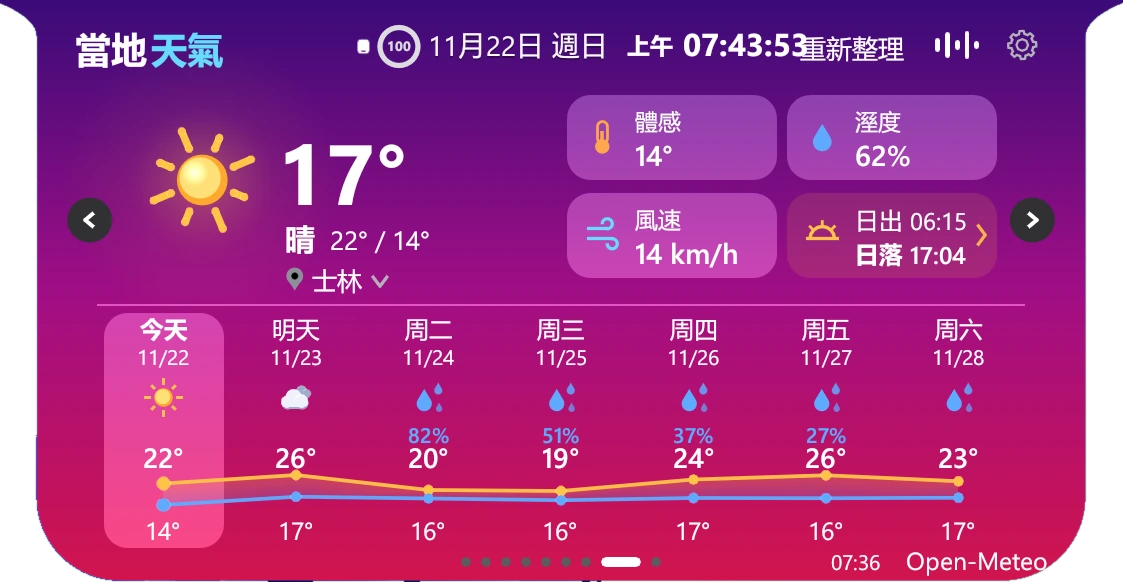 當地天氣 100 11月22日 週日 上午 07:43:53 重新整理
17°
晴 22° / 14°
士林
體感
14°
溼度
62%
風速
14 km/h
日出 06:15
日落 17:04
今天 明天 周二 周三 周四 周五 周六
11/22 11/23 11/24 11/25 11/26 11/27 11/28
82% 51% 37% 27%
22° 26° 20° 19° 24° 26° 23°
14° 17° 16° 16° 17° 16° 17°
07:36 Open-Meteo